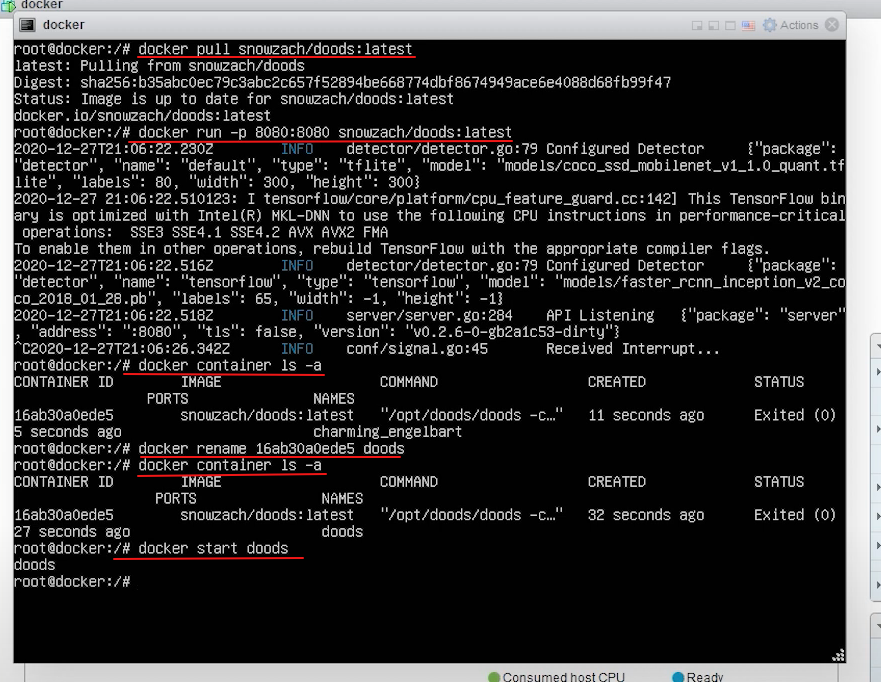 docker
docker
Actions
root@docker:/# docker pull snowzach/doods:latest
latest: Pulling from snowzach/doods
Digest: sha256:b35abc0ec79c3abc2c657f52894be668774dbf8674949ace6e4088d68fb99f47
Status: Image is up to date for snowzach/doods:latest
docker.io/snowzach/doods:latest
root@docker:/# docker run -p 8080:8080 snowzach/doods:latest
2020-12-27T21:06:22.230Z        INFO    detector/detector.go:79 Configured Detector     {"package":
"detector", "name": "default", "type": "tflite", "model": "models/coco_ssd_mobilenet_v1_1.0_quant.tf
lite", "labels": 80, "width": 300, "height": 300}
2020-12-27 21:06:22.510123: I tensorflow/core/platform/cpu_feature_guard.cc:142] This TensorFlow bin
ary is optimized with Intel(R) MKL-DNN to use the following CPU instructions in performance-critical
 operations:  SSE3 SSE4.1 SSE4.2 AVX AVX2 FMA
To enable them in other operations, rebuild TensorFlow with the appropriate compiler flags.
2020-12-27T21:06:22.516Z        INFO    detector/detector.go:79 Configured Detector     {"package":
"detector", "name": "tensorflow", "type": "tensorflow", "model": "models/faster_rcnn_inception_v2_co
co_2018_01_28.pb", "labels": 65, "width": -1, "height": -1}
2020-12-27T21:06:22.518Z        INFO    server/server.go:284    API Listening   {"package": "server"
, "address": ":8080", "tls": false, "version": "v0.2.6-0-gb2a1c53-dirty"}
^C2020-12-27T21:06:26.342Z      INFO    conf/signal.go:45       Received Interrupt...
root@docker:/# docker container ls -a
CONTAINER ID        IMAGE                   COMMAND                  CREATED             STATUS
                PORTS               NAMES
16ab30a0ede5        snowzach/doods:latest   "/opt/doods/doods -c…"   11 seconds ago      Exited (0)
5 seconds ago                       charming_engelbart
root@docker:/# docker rename 16ab30a0ede5 doods
root@docker:/# docker container ls -a
CONTAINER ID        IMAGE                   COMMAND                  CREATED             STATUS
                 PORTS               NAMES
16ab30a0ede5        snowzach/doods:latest   "/opt/doods/doods -c…"   32 seconds ago      Exited (0)
27 seconds ago                       doods
root@docker:/# docker start doods
doods
root@docker:/#
Consumed host CPU
Ready